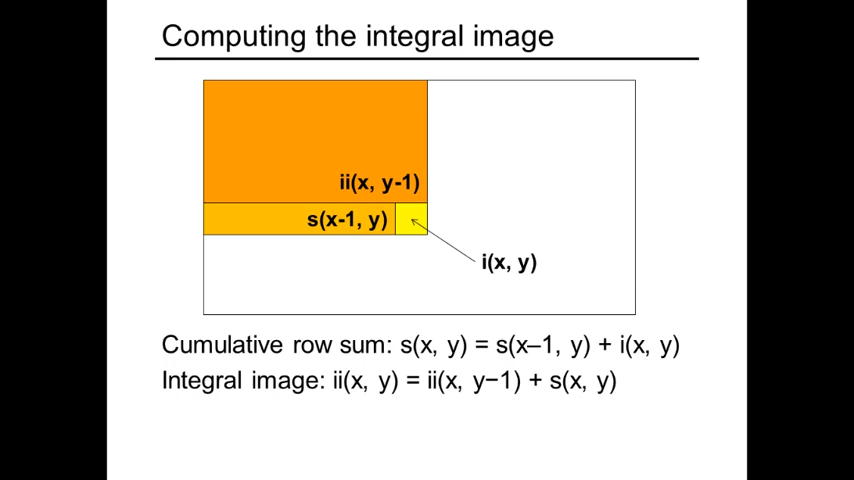 Computing the integral image
ii(x, y-1)
s(x-1, y)
i(x, y)
Cumulative row sum: s(x, y) = s(x–1, y) + i(x, y)
Integral image: ii(x, y) = ii(x, y−1) + s(x, y)